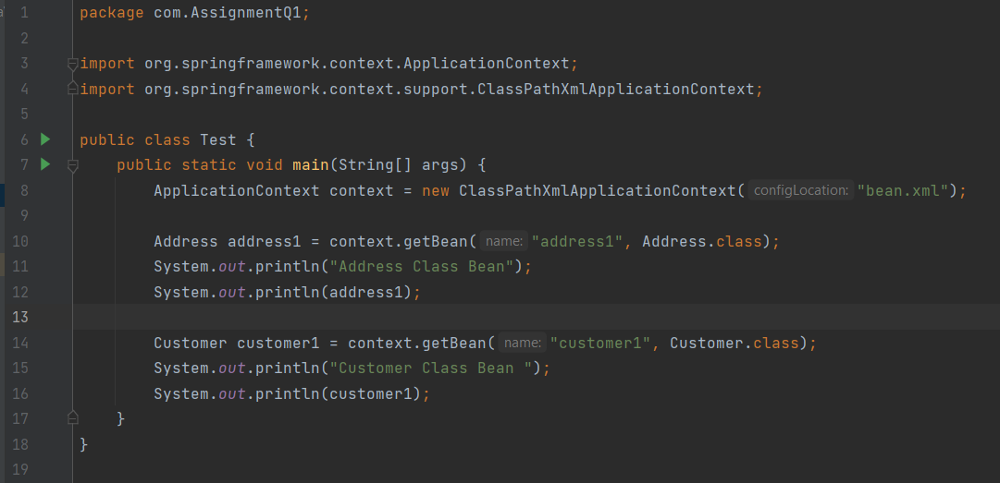 1 package com.AssignmentQ1;
2
3 import org.springframework.context.ApplicationContext;
4 import org.springframework.context.support.ClassPathXmlApplicationContext;
5
6 public class Test {
7     public static void main(String[] args) {
8         ApplicationContext context = new ClassPathXmlApplicationContext( configLocation: "bean.xml");
9
10         Address address1 = context.getBean( name: "address1", Address.class);
11         System.out.println("Address Class Bean");
12         System.out.println(address1);
13
14         Customer customer1 = context.getBean( name: "customer1", Customer.class);
15         System.out.println("Customer Class Bean ");
16         System.out.println(customer1);
17     }
18 }
19